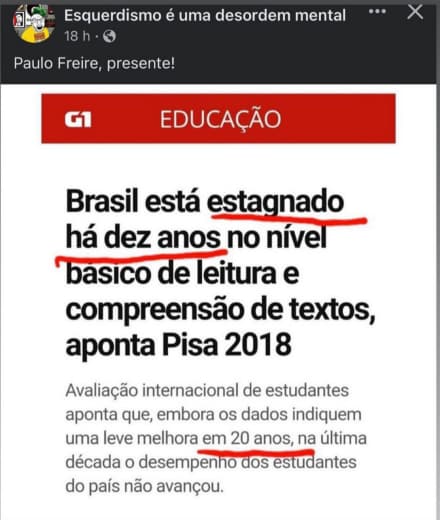 Esquerdismo é uma desordem mental
18 h
Paulo Freire, presente!
G1 EDUCAÇÃO
Brasil está estagnado
há dez anos no nível
básico de leitura e
compreensão de textos,
aponta Pisa 2018
Avaliação internacional de estudantes
aponta que, embora os dados indiquem
uma leve melhora em 20 anos, na última
década o desempenho dos estudantes
do país não avançou.